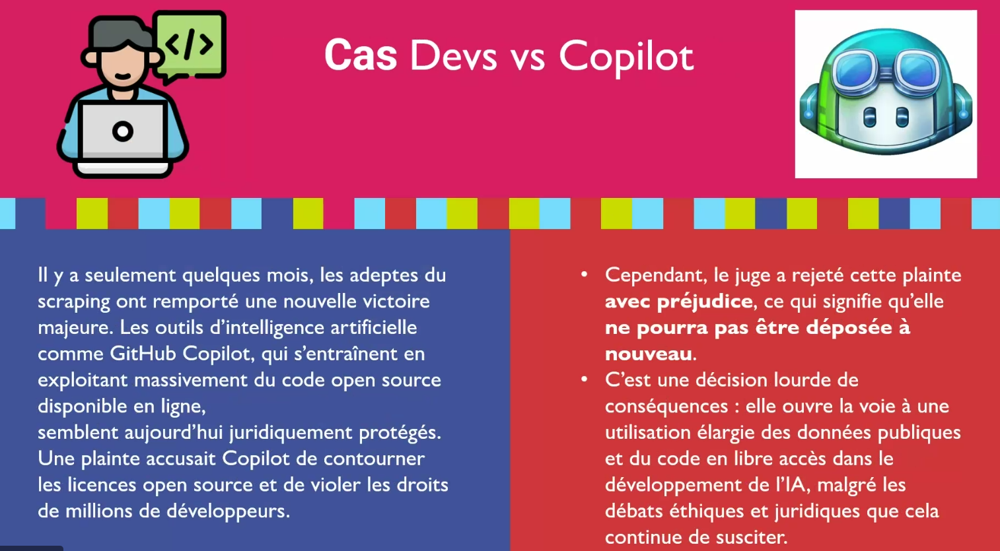 </>
Cas Devs vs Copilot
Il y a seulement quelques mois, les adeptes du
scraping ont remporté une nouvelle victoire
majeure. Les outils d’intelligence artificielle
comme GitHub Copilot, qui s’entraînent en
exploitant massivement du code open source
disponible en ligne,
semblent aujourd’hui juridiquement protégés.
Une plainte accusait Copilot de contourner
les licences open source et de violer les droits
de millions de développeurs.
• Cependant, le juge a rejeté cette plainte
avec préjudice, ce qui signifie qu’elle
ne pourra pas être déposée à
nouveau.
• C’est une décision lourde de
conséquences : elle ouvre la voie à une
utilisation élargie des données publiques
et du code en libre accès dans le
développement de l’IA, malgré les
débats éthiques et juridiques que cela
continue de susciter.